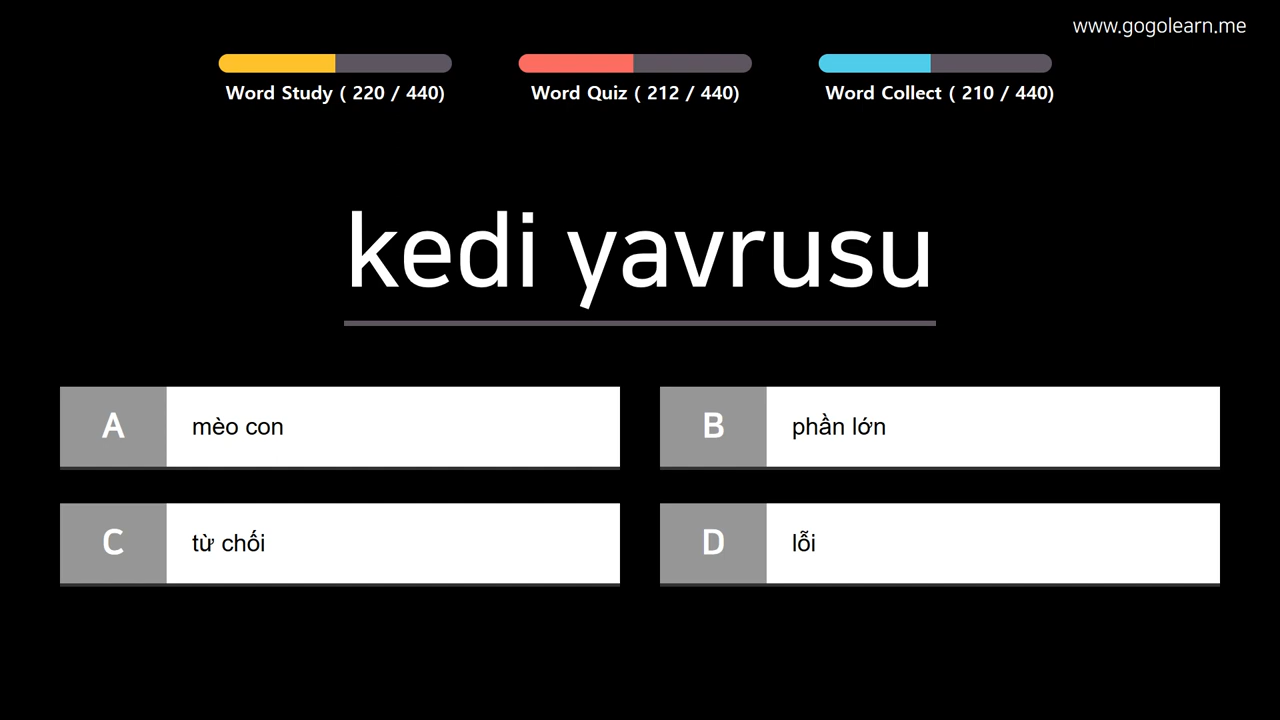 www.gogolearn.me
Word Study ( 220 / 440)
Word Quiz ( 212 / 440)
Word Collect ( 210 / 440)
kedi yavrusu
A
mèo con
B
phần lớn
C
từ chối
D
lỗi